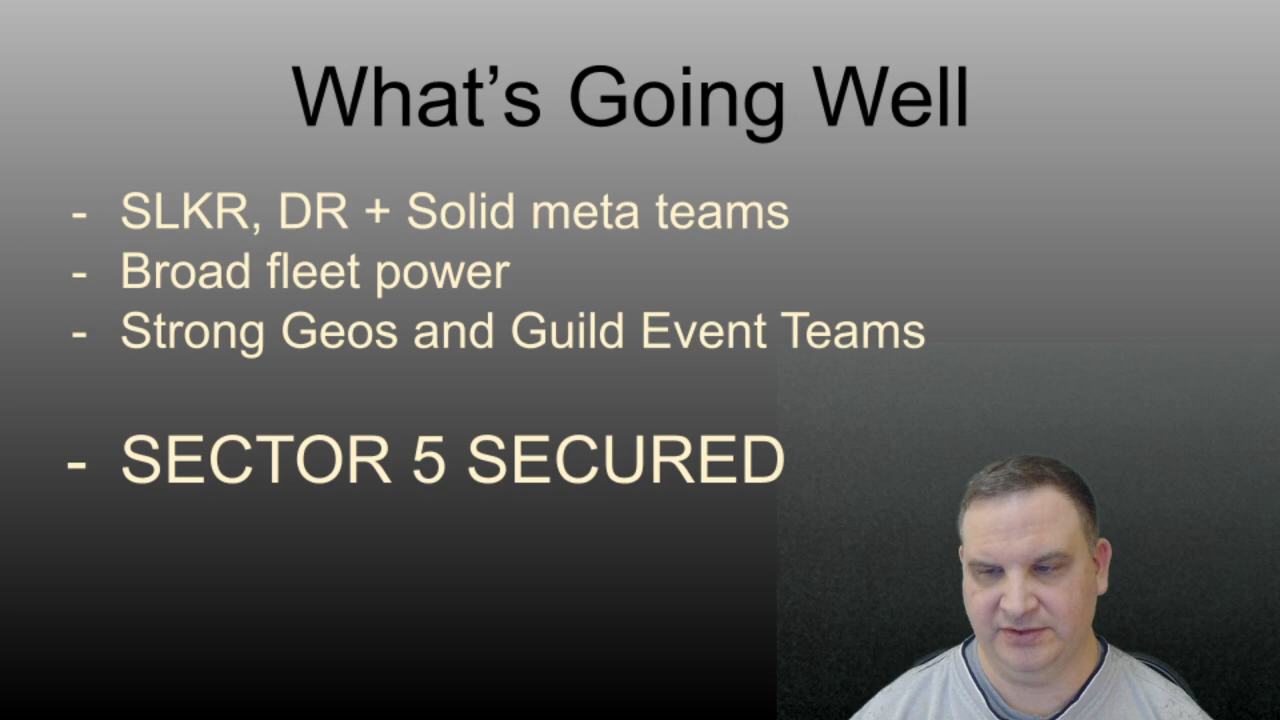 What’s Going Well
- SLKR, DR + Solid meta teams
- Broad fleet power
- Strong Geos and Guild Event Teams
- SECTOR 5 SECURED